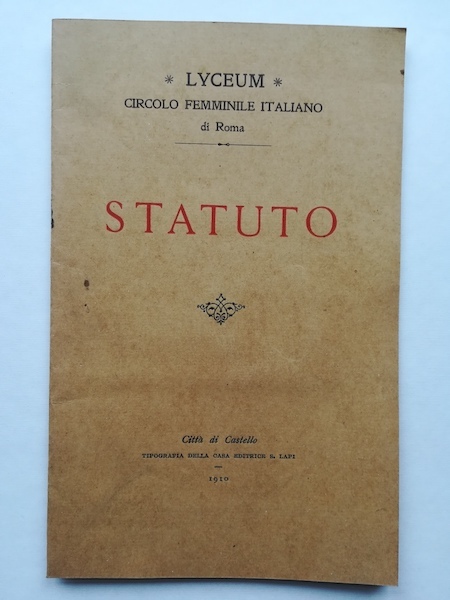 * LYCEUM *
CIRCOLO FEMMINILE ITALIANO
di Roma
STATUTO
Città di Castello
TIPOGRAFIA DELLA CASA EDITRICE S. LAPI
1910